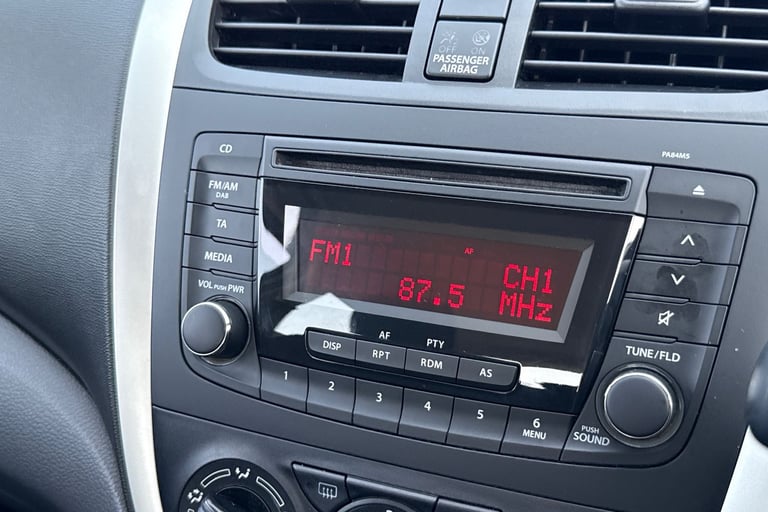 OFF ON
PASSENGER
AIRBAG
PA84M5
CD
FM/AM
DAB
TA
MEDIA
VOL PUSH PWR
FM1
AF
CH1
87.5 MHz
AF PTY
DISP RPT RDM AS
1 2 3 4 5 6
MENU
TUNE/FLD
PUSH
SOUND